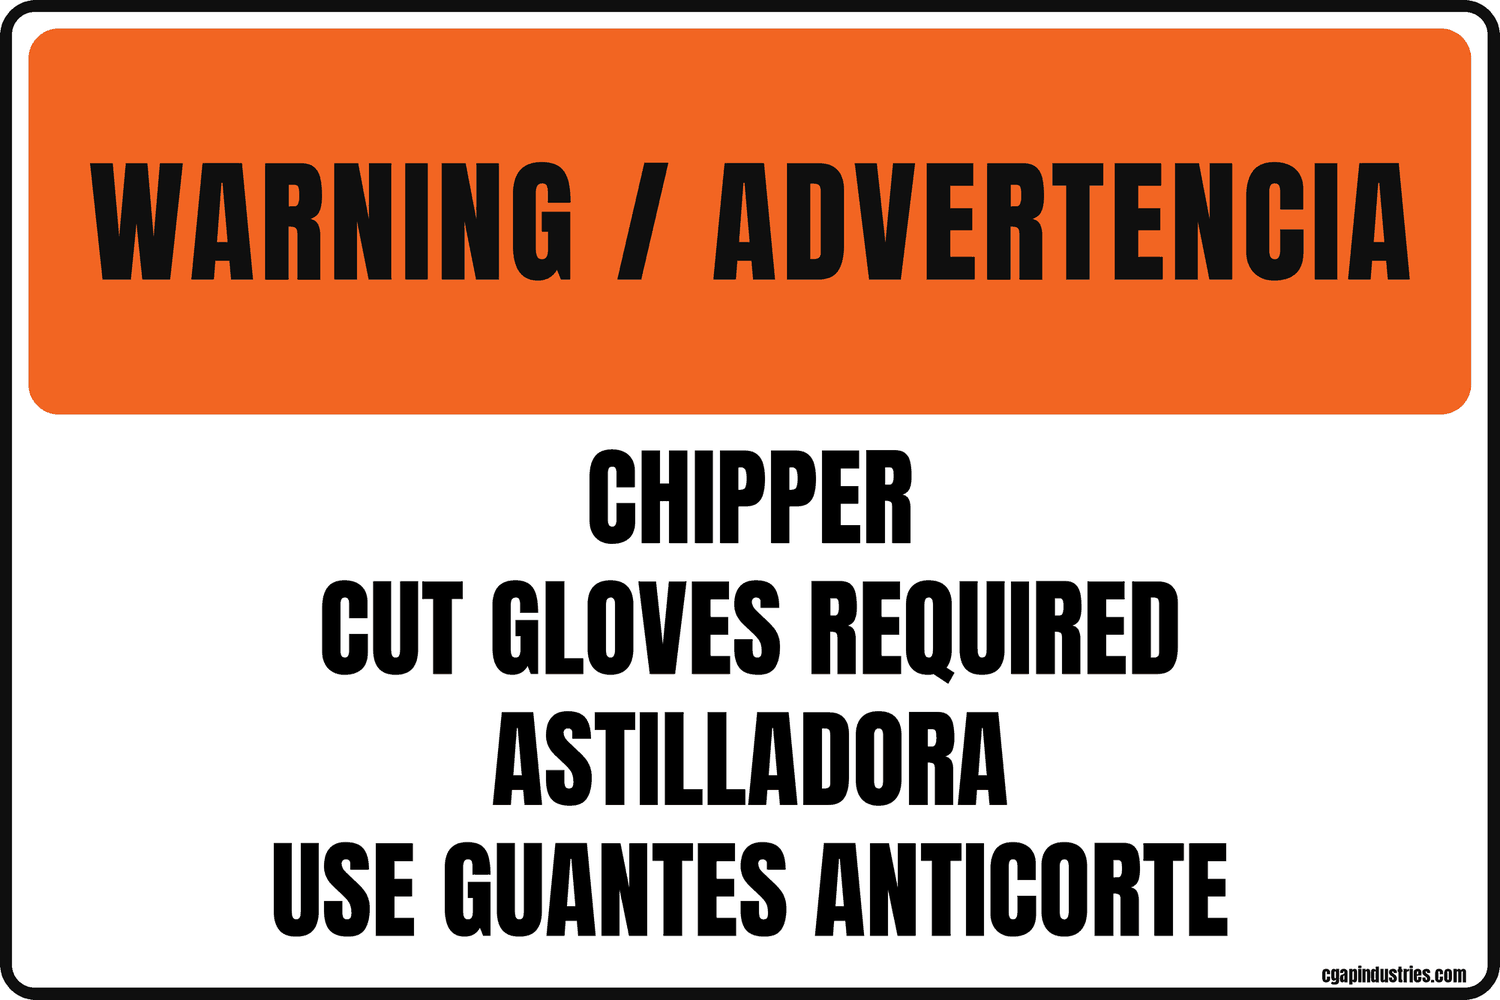 WARNING / ADVERTENCIA
CHIPPER
CUT GLOVES REQUIRED
ASTILLADORA
USE GUANTES ANTICORTE
cgapindustries.com